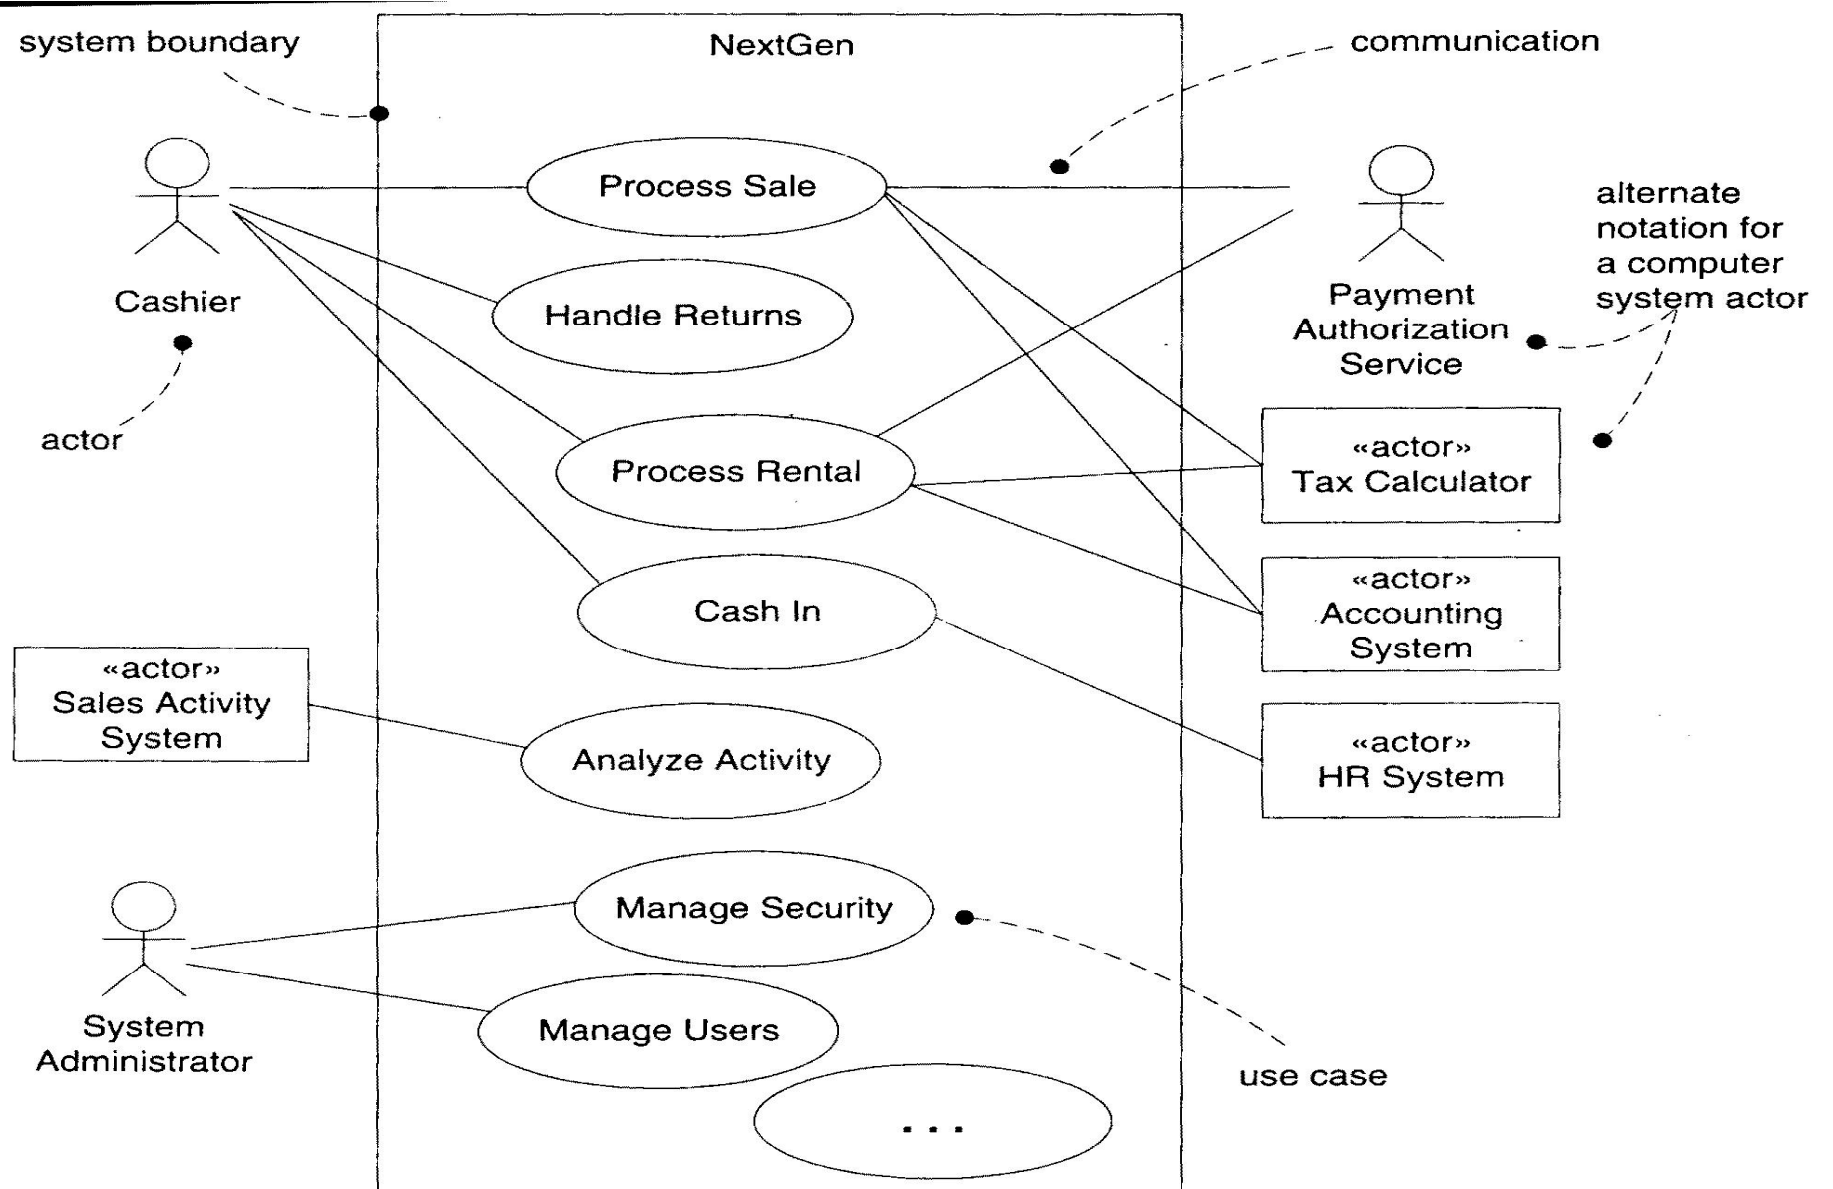 system boundary
NextGen
communication
Process Sale
alternate
notation for
a computer
system actor
Cashier
Handle Returns
Payment
Authorization
Service
actor
«actor»
Tax Calculator
Process Rental
«actor»
Accounting
System
Cash In
«actor»
Sales Activity
System
Analyze Activity
«actor»
HR System
Manage Security
System
Administrator
Manage Users
use case
...